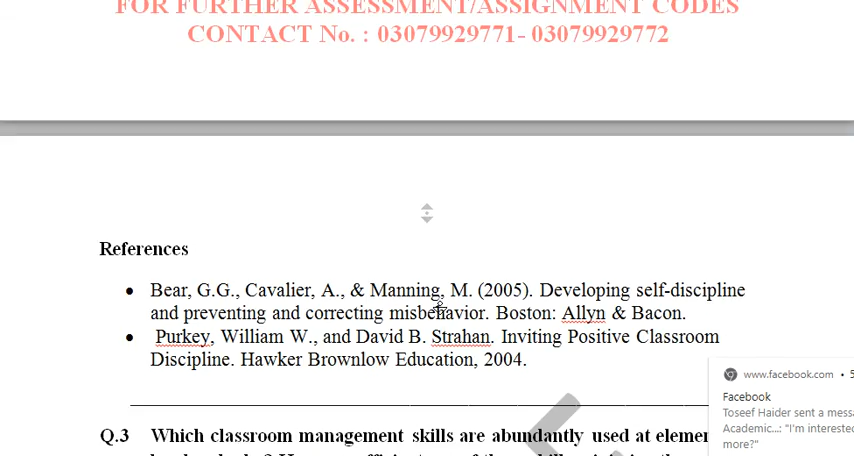 FOR FURTHER ASSESSMENT/ASSIGNMENT CODES
CONTACT No. : 03079929771- 03079929772
References
• Bear, G.G., Cavalier, A., & Manning, M. (2005). Developing self-discipline
and preventing and correcting misbehavior. Boston: Allyn & Bacon.
• Purkey, William W., and David B. Strahan. Inviting Positive Classroom
Discipline. Hawker Brownlow Education, 2004.
www.facebook.com • 5
Facebook
Toseef Haider sent a messa
Academic...: "I'm interested
more?"
Q.3 Which classroom management skills are abundantly used at elemen